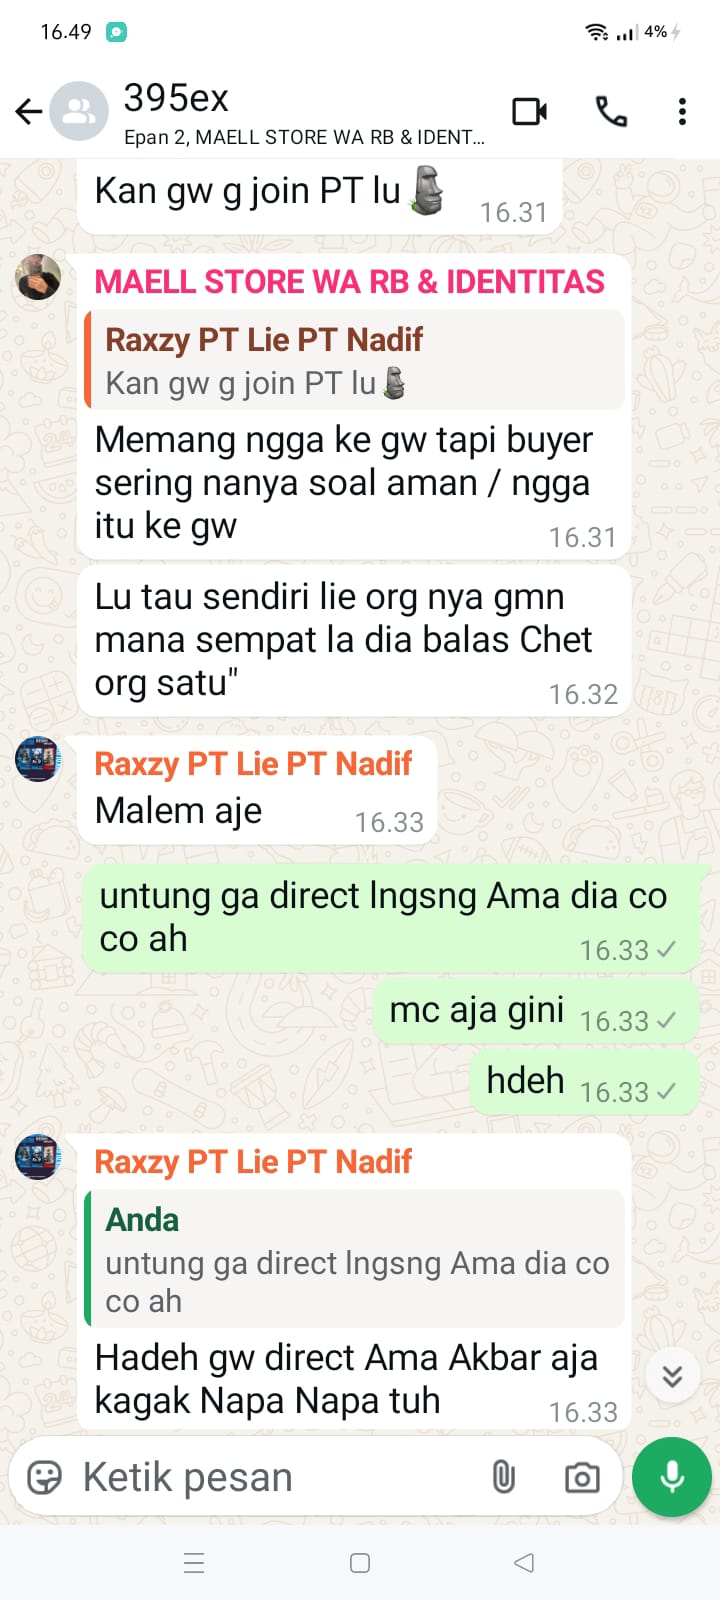 16.49
4%
395ex
Epan 2, MAELL STORE WA RB & IDENT...
Kan gw g join PT lu🗿
16.31
MAELL STORE WA RB & IDENTITAS
Raxzy PT Lie PT Nadif
Kan gw g join PT lu🗿
Memang ngga ke gw tapi buyer
sering nanya soal aman / ngga
itu ke gw
16.31
Lu tau sendiri lie org nya gmn
mana sempat la dia balas Chet
org satu"
16.32
Raxzy PT Lie PT Nadif
Malem aje
16.33
untung ga direct lngsng Ama dia co
co ah
16.33
mc aja gini
16.33
hdeh
16.33
Raxzy PT Lie PT Nadif
Anda
untung ga direct lngsng Ama dia co
co ah
Hadeh gw direct Ama Akbar aja
kagak Napa Napa tuh
16.33
Ketik pesan